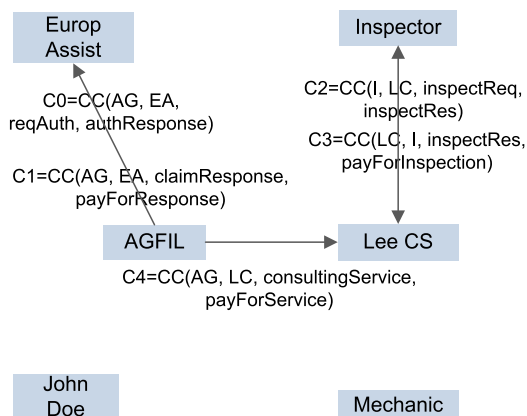 Europ
Assist
Inspector
C0=CC(AG, EA,
reqAuth, authResponse)
C2=CC(I, LC, inspectReq,
inspectRes)
C3=CC(LC, I, inspectRes,
payForInspection)
C1=CC(AG, EA, claimResponse,
payForResponse)
AGFIL
Lee CS
C4=CC(AG, LC, consultingService,
payForService)
John
Doe
Mechanic